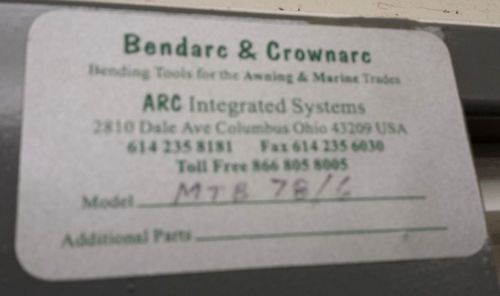 Bendarc & Crownarc
Bending Tools for the Awning & Marine Trades
ARC Integrated Systems
2810 Dale Ave Columbus Ohio 43209 USA
614 235 8181 Fax 614 235 6030
Toll Free 866 805 8005
Model MTB 78/6
Additional Parts